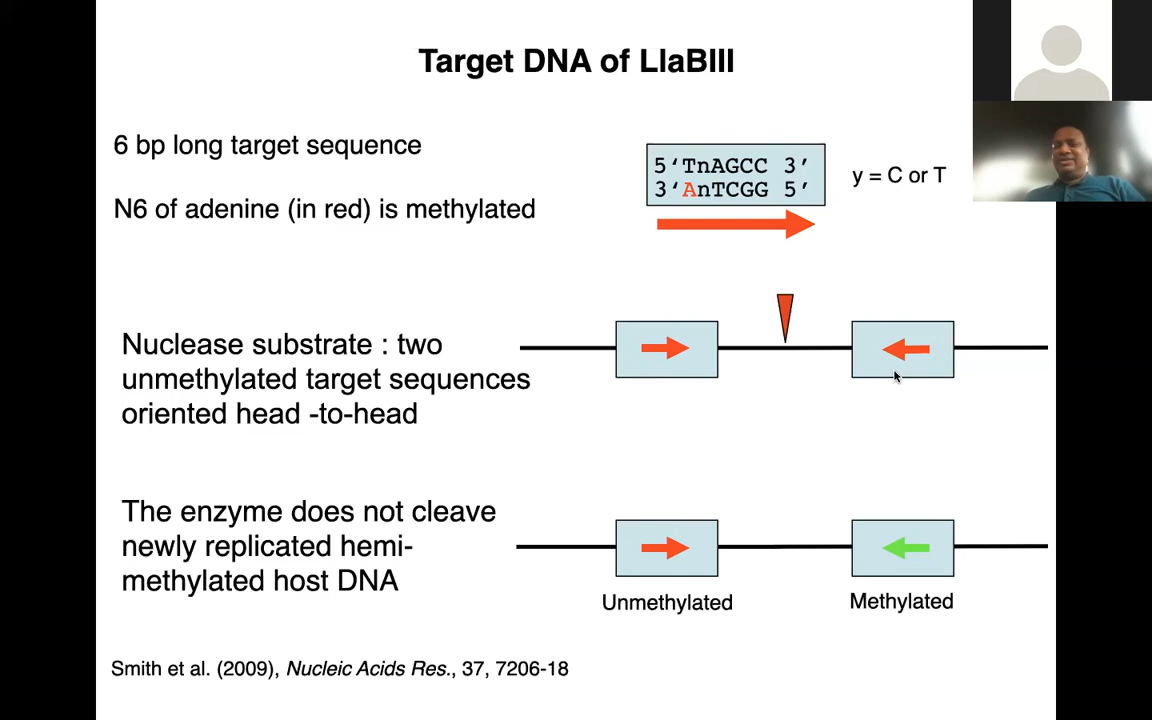 Target DNA of LlaBIII
6 bp long target sequence
5‘TnAGCC 3’
3‘AnTCGG 5’
y = C or T
N6 of adenine (in red) is methylated
Nuclease substrate : two
unmethylated target sequences
oriented head -to-head
The enzyme does not cleave
newly replicated hemi-
methylated host DNA
Unmethylated
Methylated
Smith et al. (2009), Nucleic Acids Res., 37, 7206-18